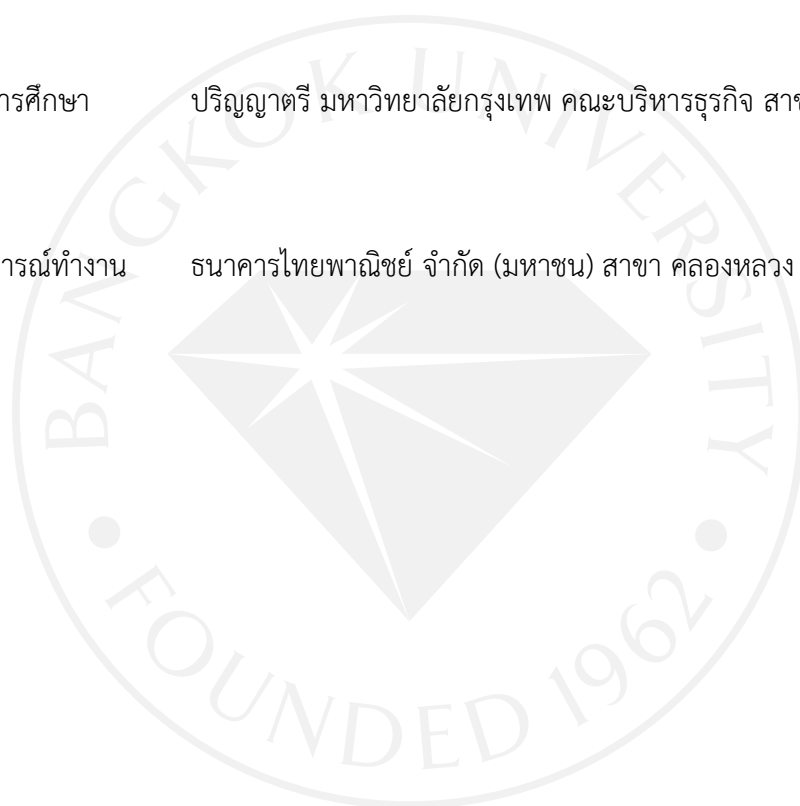 ารศึกษา ปริญญาตรี มหาวิทยาลัยกรุงเทพ คณะบริหารธุรกิจ สาข
ารณ์ทำงาน ธนาคารไทยพาณิชย์ จำกัด (มหาชน) สาขา คลองหลวง
BANGKOK UNIVERSITY
• FOUNDED 1962 •